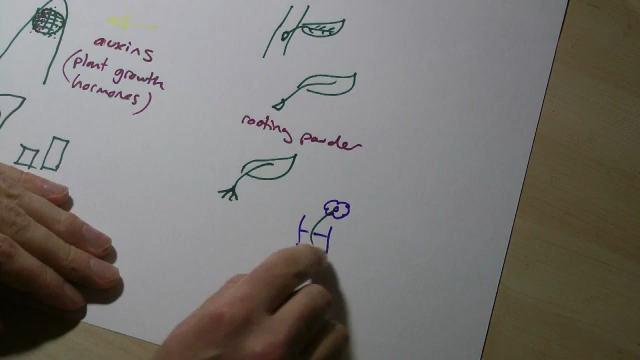 auxins
(plant growth
hormones)
rooting powder